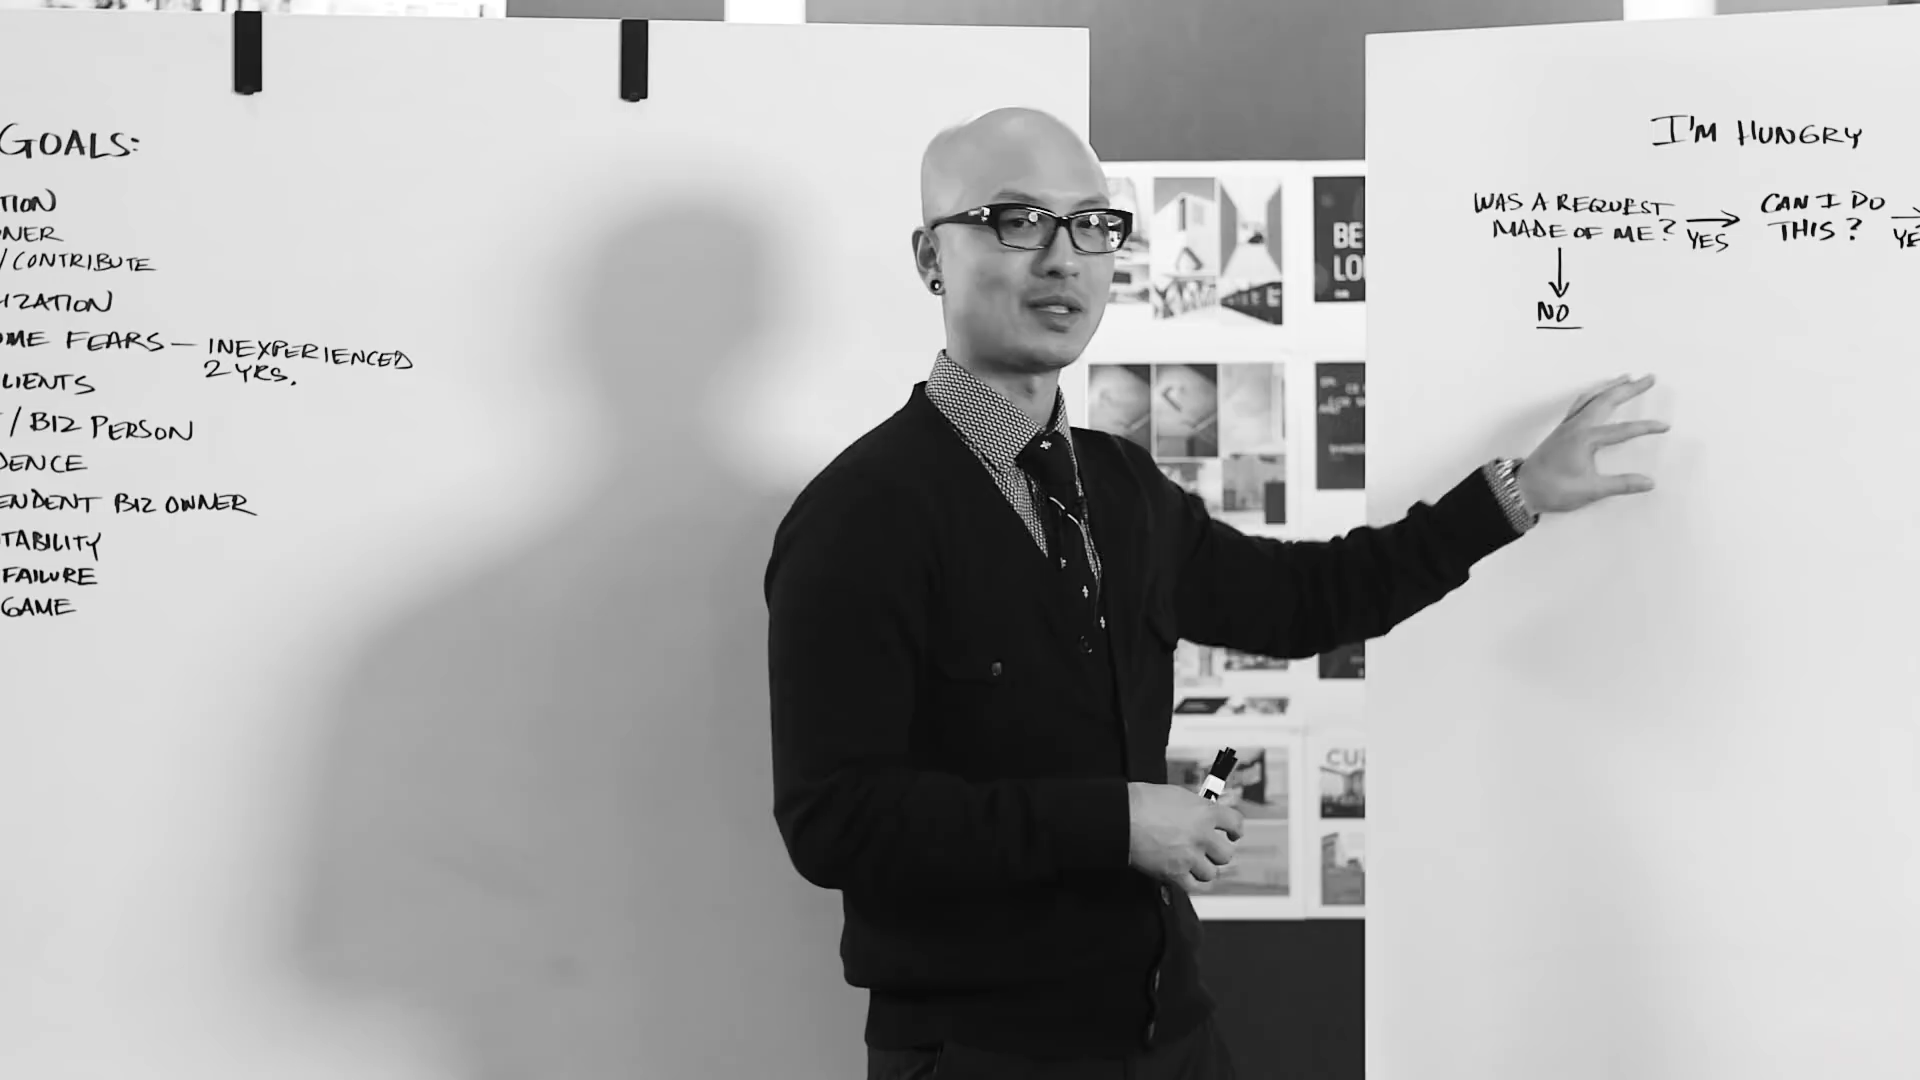 GOALS:
TION
NER
/CONTRIBUTE
IZATION
OME FEARS — INEXPERIENCED
2 YRS.
LIENTS
/ BIZ PERSON
DENCE
ENDENT BIZ OWNER
TABILITY
FAILURE
GAME
BE
LO
CU
I'M HUNGRY
WAS A REQUEST
MADE OF ME? → YES
CAN I DO
THIS? → YE
↓
NO